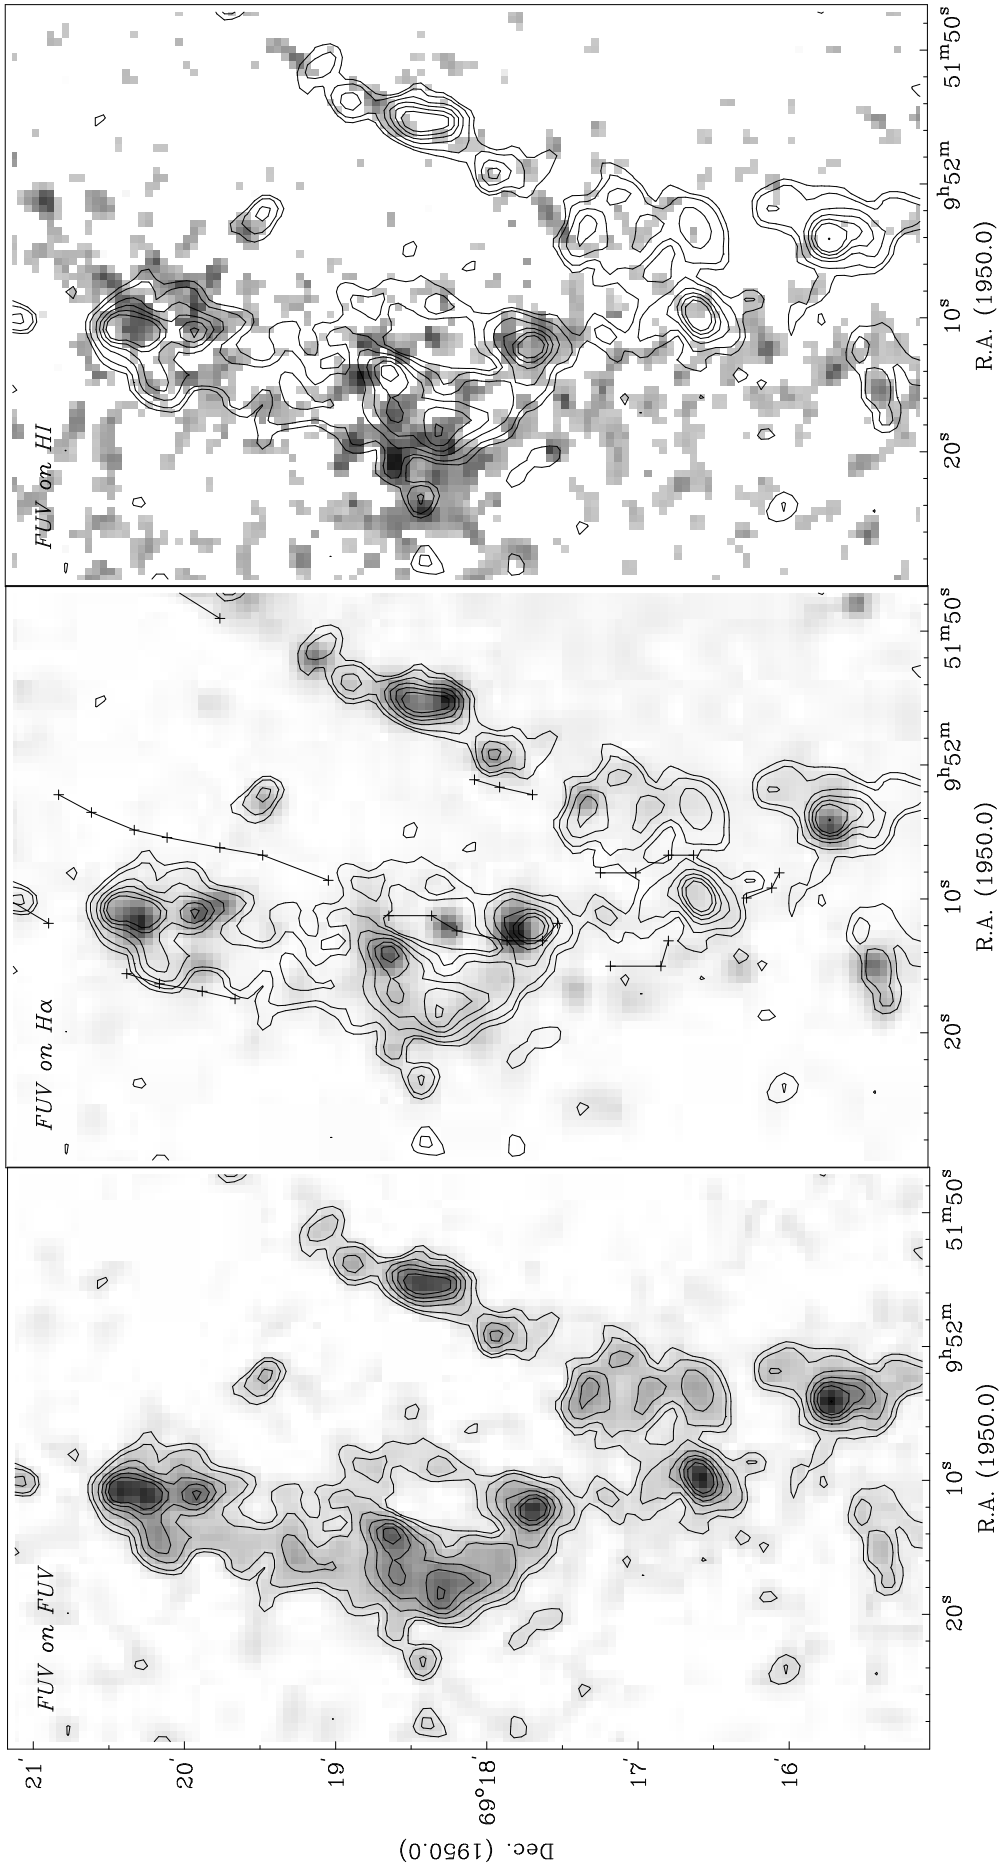 FUV on FUV
FUV on Hα
FUV on HI
21'
20'
19'
69°18'
17'
16'
Dec. (1950.0)
20ˢ 10ˢ 9ʰ52ᵐ 51ᵐ50ˢ
20ˢ 10ˢ 9ʰ52ᵐ 51ᵐ50ˢ
20ˢ 10ˢ 9ʰ52ᵐ 51ᵐ50ˢ
R.A. (1950.0)
R.A. (1950.0)
R.A. (1950.0)